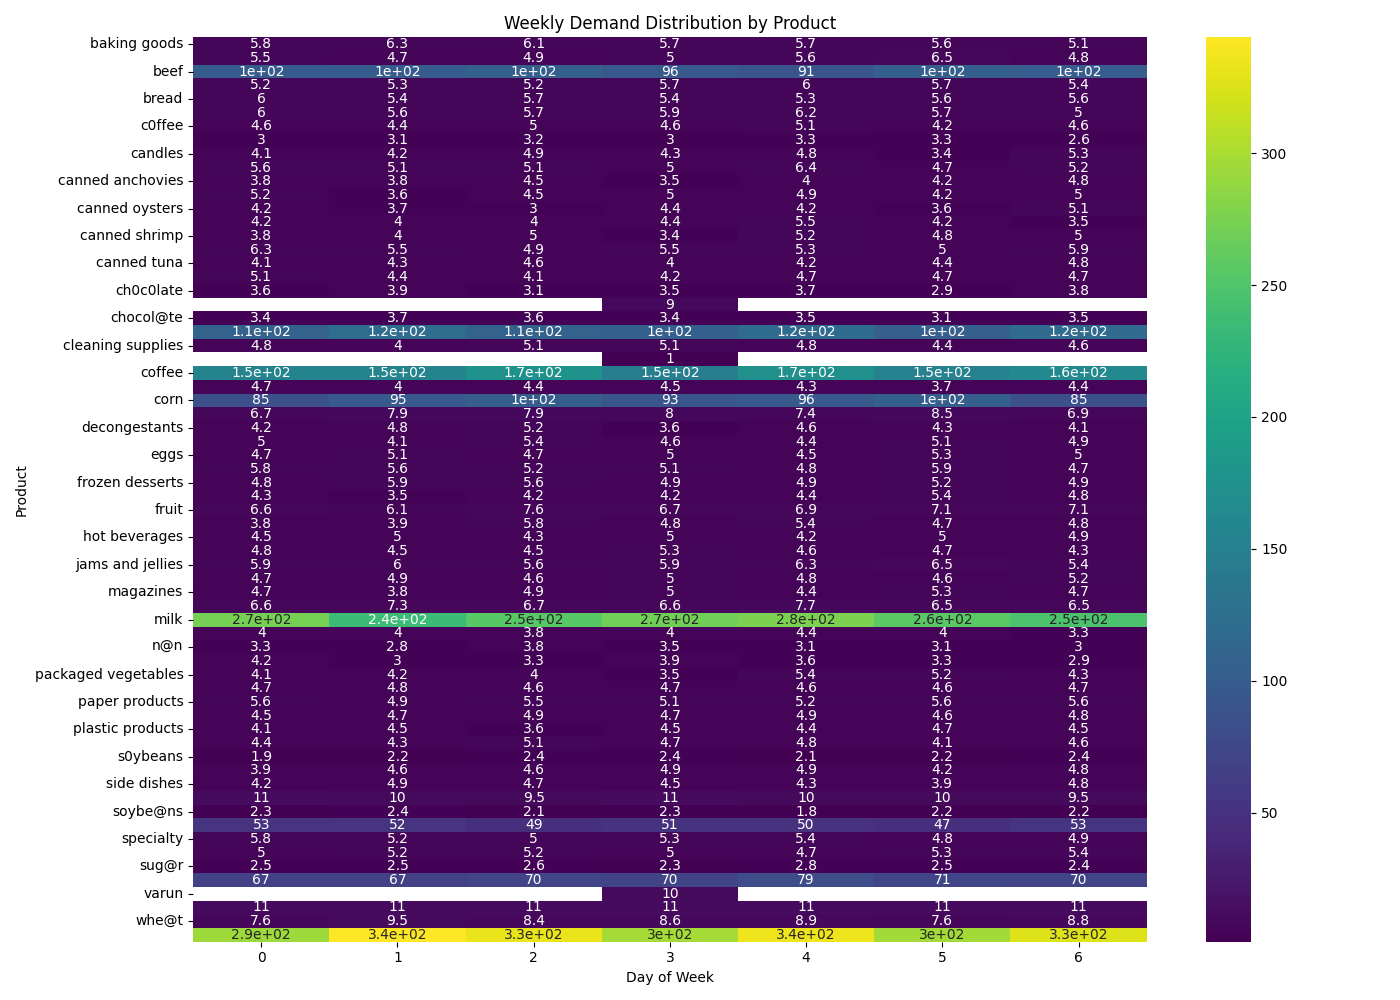 Weekly Demand Distribution by Product
baking goods 5.8 6.3 6.1 5.7 5.7 5.6 5.1
5.5 4.7 4.9 5 5.6 6.5 4.8
beef 1e+02 1e+02 1e+02 96 91 1e+02 1e+02
5.2 5.3 5.2 5.7 6 5.7 5.4
bread 6 5.4 5.7 5.4 5.3 5.6 5.6
6 5.6 5.7 5.9 6.2 5.7 5
c0ffee 4.6 4.4 5 4.6 5.1 4.2 4.6
3 3.1 3.2 3 3.3 3.3 2.6
candles 4.1 4.2 4.9 4.3 4.8 3.4 5.3
5.6 5.1 5.1 5 6.4 4.7 5.2
canned anchovies 3.8 3.8 4.5 3.5 4 4.2 4.8
5.2 3.6 4.5 5 4.9 4.2 5
canned oysters 4.2 3.7 3 4.4 4.2 3.6 5.1
4.2 4 4 4.4 5.5 4.2 3.5
canned shrimp 3.8 4 5 3.4 5.2 4.8 5
6.3 5.5 4.9 5.5 5.3 5 5.9
canned tuna 4.1 4.3 4.6 4 4.2 4.4 4.8
5.1 4.4 4.1 4.2 4.7 4.7 4.7
ch0c0late 3.6 3.9 3.1 3.5 3.7 2.9 3.8
9
chocol@te 3.4 3.7 3.6 3.4 3.5 3.1 3.5
1.1e+02 1.2e+02 1.1e+02 1e+02 1.2e+02 1e+02 1.2e+02
cleaning supplies 4.8 4 5.1 5.1 4.8 4.4 4.6
1
coffee 1.5e+02 1.5e+02 1.7e+02 1.5e+02 1.7e+02 1.5e+02 1.6e+02
4.7 4 4.4 4.5 4.3 3.7 4.4
corn 85 95 1e+02 93 96 1e+02 85
6.7 7.9 7.9 8 7.4 8.5 6.9
decongestants 4.2 4.8 5.2 3.6 4.6 4.3 4.1
5 4.1 5.4 4.6 4.4 5.1 4.9
eggs 4.7 5.1 4.7 5 4.5 5.3 5
5.8 5.6 5.2 5.1 4.8 5.9 4.7
frozen desserts 4.8 5.9 5.6 4.9 4.9 5.2 4.9
4.3 3.5 4.2 4.2 4.4 5.4 4.8
fruit 6.6 6.1 7.6 6.7 6.9 7.1 7.1
3.8 3.9 5.8 4.8 5.4 4.7 4.8
hot beverages 4.5 5 4.3 5 4.2 5 4.9
4.8 4.5 4.5 5.3 4.6 4.7 4.3
jams and jellies 5.9 6 5.6 5.9 6.3 6.5 5.4
4.7 4.9 4.6 5 4.8 4.6 5.2
magazines 4.7 3.8 4.9 5 4.4 5.3 4.7
6.6 7.3 6.7 6.6 7.7 6.5 6.5
milk 2.7e+02 2.4e+02 2.5e+02 2.7e+02 2.8e+02 2.6e+02 2.5e+02
4 4 3.8 4 4.4 4 3.3
n@n 3.3 2.8 3.8 3.5 3.1 3.1 3
4.2 3 3.3 3.9 3.6 3.3 2.9
packaged vegetables 4.1 4.2 4 3.5 5.4 5.2 4.3
4.7 4.8 4.6 4.7 4.6 4.6 4.7
paper products 5.6 4.9 5.5 5.1 5.2 5.6 5.6
4.5 4.7 4.9 4.7 4.9 4.6 4.8
plastic products 4.1 4.5 3.6 4.5 4.4 4.7 4.5
4.4 4.3 5.1 4.7 4.8 4.1 4.6
s0ybeans 1.9 2.2 2.4 2.4 2.1 2.2 2.4
3.9 4.6 4.6 4.9 4.9 4.2 4.8
side dishes 4.2 4.9 4.7 4.5 4.3 3.9 4.8
11 10 9.5 11 10 10 9.5
soybe@ns 2.3 2.4 2.1 2.3 1.8 2.2 2.2
53 52 49 51 50 47 53
specialty 5.8 5.2 5 5.3 5.4 4.8 4.9
5 5.2 5.2 5 4.7 5.3 5.4
sug@r 2.5 2.5 2.6 2.3 2.8 2.5 2.4
67 67 70 70 79 71 70
varun 10
11 11 11 11 11 11 11
whe@t 7.6 9.5 8.4 8.6 8.9 7.6 8.8
2.9e+02 3.4e+02 3.3e+02 3e+02 3.4e+02 3e+02 3.3e+02
0 1 2 3 4 5 6
Day of Week
Product
300
250
200
150
100
50